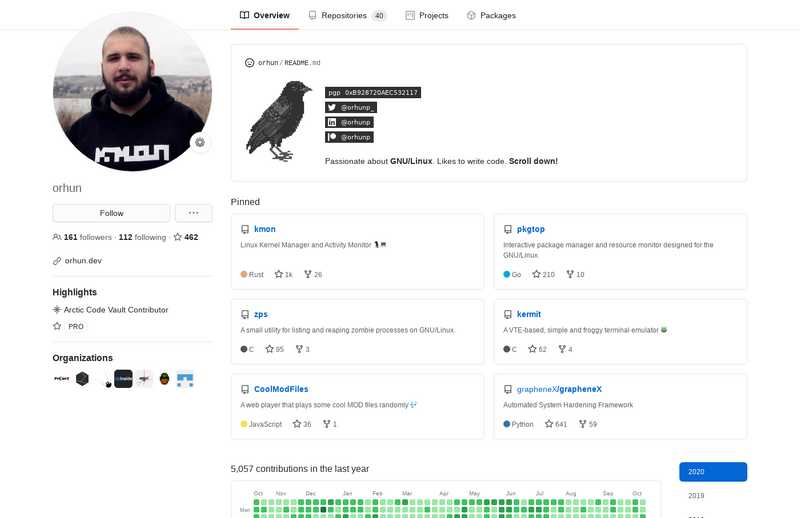 Overview
Repositories 40
Projects
Packages
orhun / README.md
pgp 0xB928720AEC532117
@orhunp_
@orhunp
@orhunp
Passionate about GNU/Linux. Likes to write code. Scroll down!
orhun
Follow
161 followers · 112 following · 462
orhun.dev
Highlights
Arctic Code Vault Contributor
PRO
Organizations
Pinned
kmon
Linux Kernel Manager and Activity Monitor
Rust 1k 26
pkgtop
Interactive package manager and resource monitor designed for the
GNU/Linux.
Go 210 10
zps
A small utility for listing and reaping zombie processes on GNU/Linux.
C 95 3
kermit
A VTE-based, simple and froggy terminal emulator
C 62 4
CoolModFiles
A web player that plays some cool MOD files randomly
JavaScript 36 1
grapheneX/grapheneX
Automated System Hardening Framework
Python 641 59
5,057 contributions in the last year
2020
2019
Oct Nov Dec Jan Feb Mar Apr May Jun Jul Aug Sep Oct
Mon